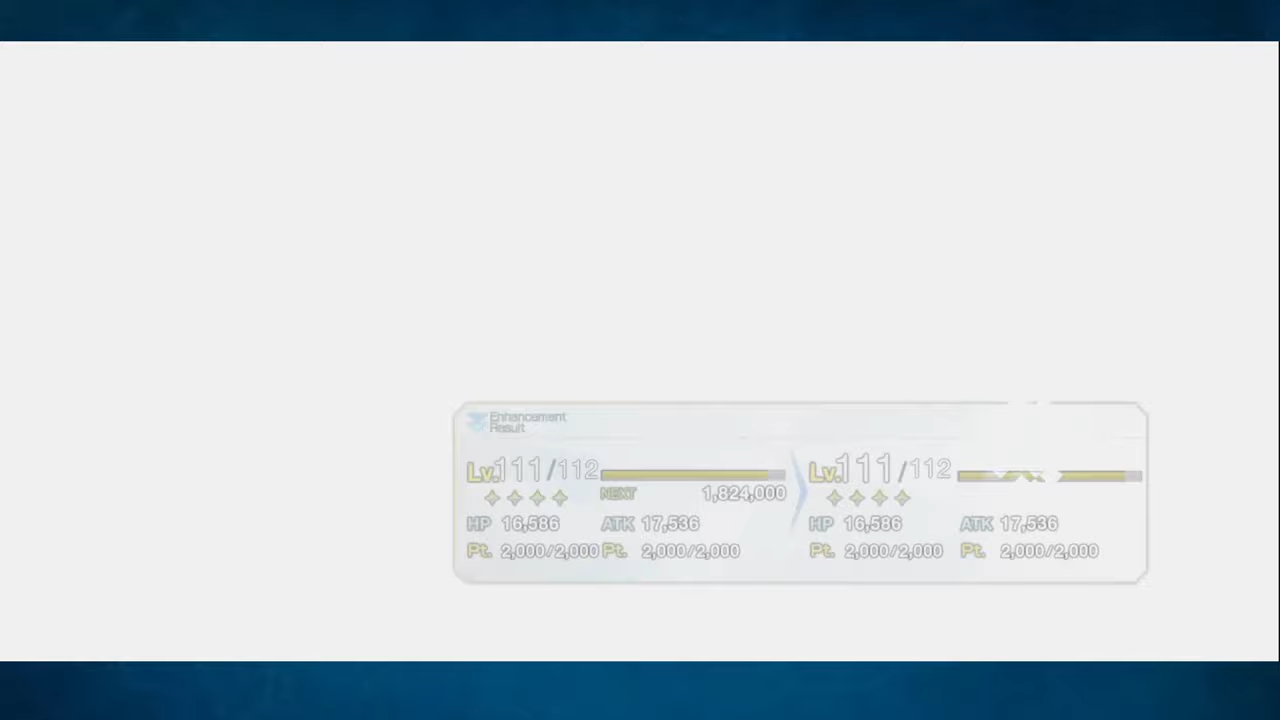 Enhancement
Result
Lv.111/112
NEXT 1,824,000
HP 16,586 ATK 17,536
Pt. 2,000/2,000 Pt. 2,000/2,000
Lv.111/112
HP 16,586 ATK 17,536
Pt. 2,000/2,000 Pt. 2,000/2,000